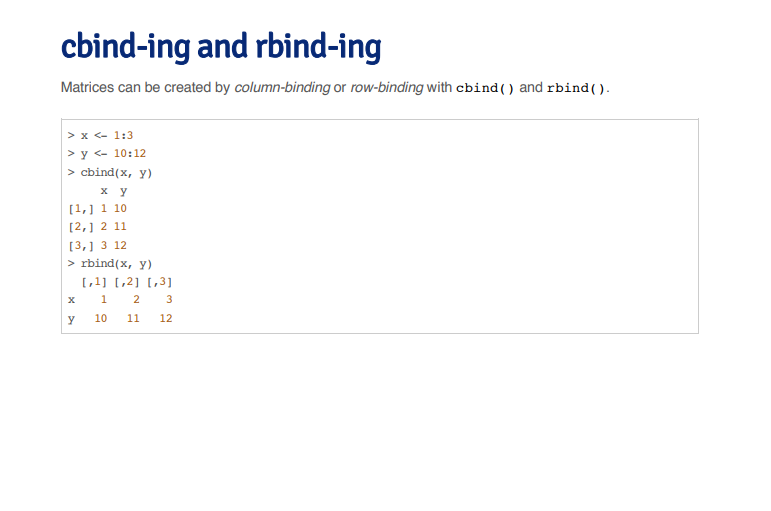 cbind-ing and rbind-ing
Matrices can be created by column-binding or row-binding with cbind() and rbind().
> x <- 1:3
> y <- 10:12
> cbind(x, y)
     x  y
[1,] 1 10
[2,] 2 11
[3,] 3 12
> rbind(x, y)
  [,1] [,2] [,3]
x    1    2    3
y   10   11   12